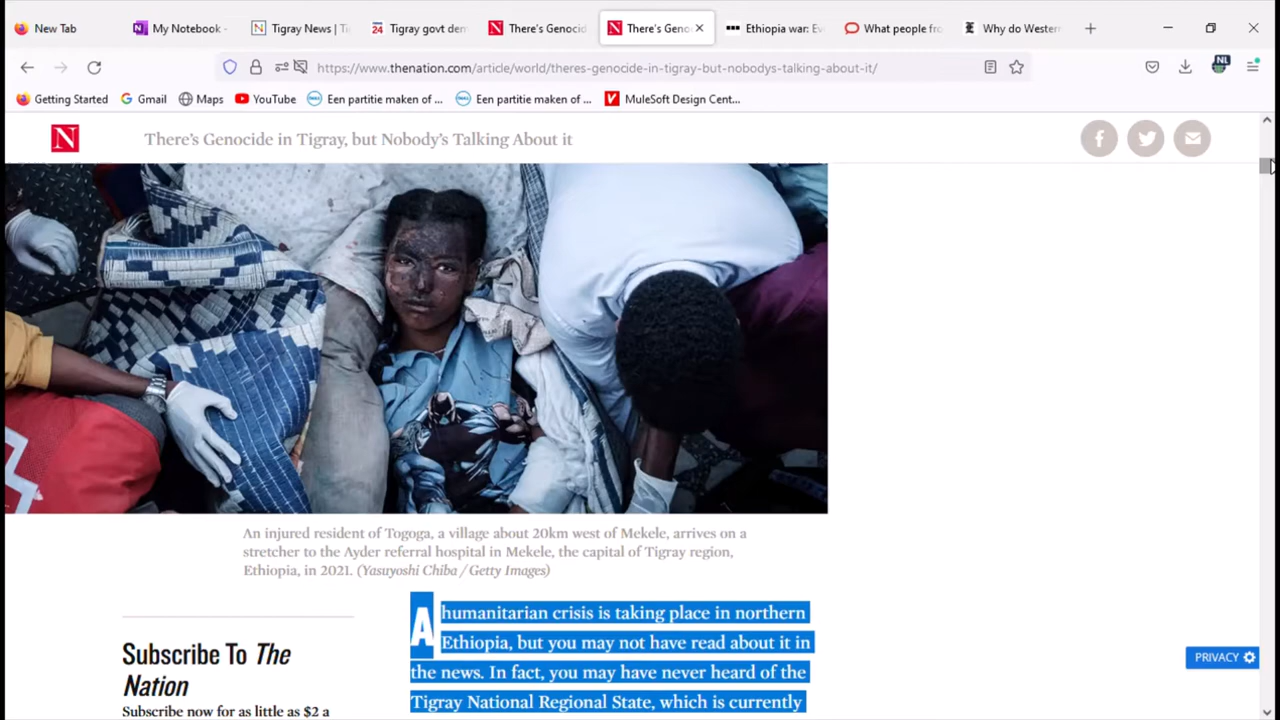 New Tab
My Notebook -
Tigray News | Ti
24 Tigray govt dem
There's Genocid
There's Geno
Ethiopia war: Ev
What people fro
Why do Western
NL
https://www.thenation.com/article/world/theres-genocide-in-tigray-but-nobodys-talking-about-it/
Getting Started
Gmail
Maps
YouTube
Een partitie maken of ...
Een partitie maken of ...
MuleSoft Design Cent...
N There's Genocide in Tigray, but Nobody's Talking About it
An injured resident of Togoga, a village about 20km west of Mekele, arrives on a
stretcher to the Ayder referral hospital in Mekele, the capital of Tigray region,
Ethiopia, in 2021. (Yasuyoshi Chiba / Getty Images)
Subscribe To The
Nation
Subscribe now for as little as $2 a
A humanitarian crisis is taking place in northern
Ethiopia, but you may not have read about it in
the news. In fact, you may have never heard of the
Tigray National Regional State, which is currently
PRIVACY